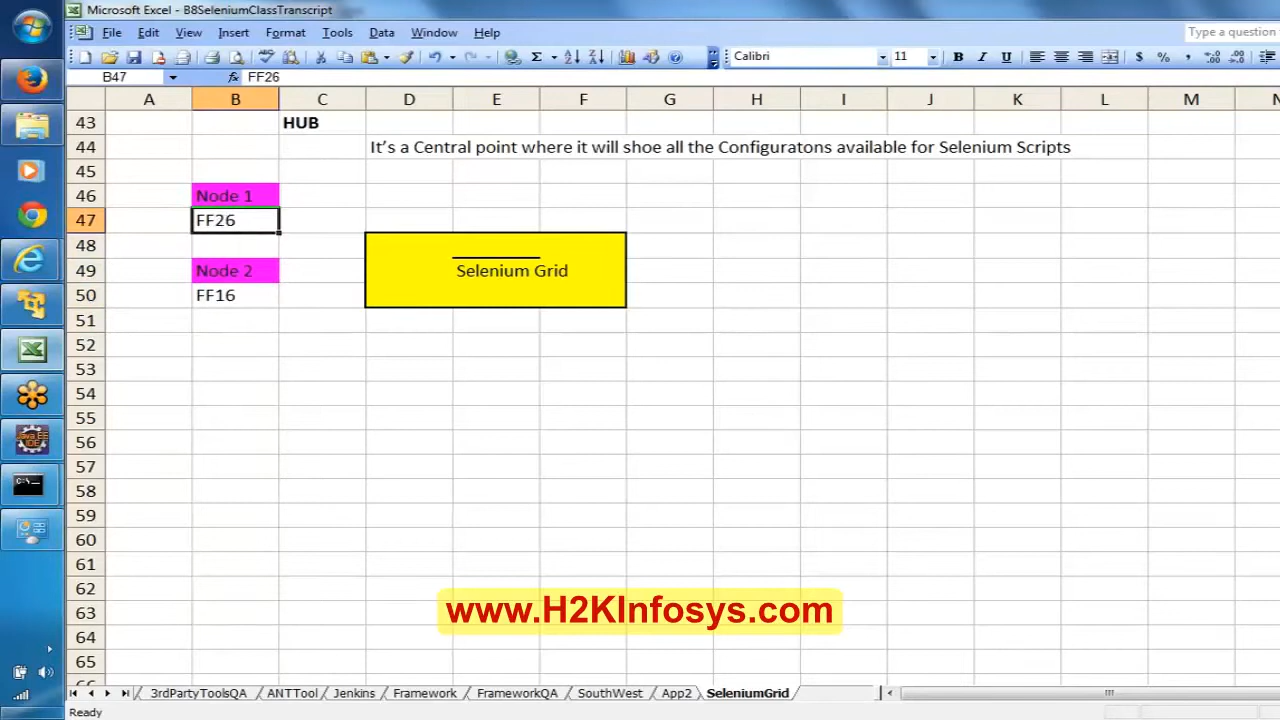 Microsoft Excel - B8SeleniumClassTranscript
File Edit View Insert Format Tools Data Window Help
Type a question
Calibri 11 B I U $ % ,
B47 fx FF26
A B C D E F G H I J K L M
43 HUB
44 It's a Central point where it will shoe all the Configuratons available for Selenium Scripts
45
46 Node 1
47 FF26
48
49 Node 2 Selenium Grid
50 FF16
51
52
53
54
55
56
57
58
59
60
61
62
63
64
65
www.H2KInfosys.com
3rdPartyToolsQA ANTTool Jenkins Framework FrameworkQA SouthWest App2 SeleniumGrid
Ready